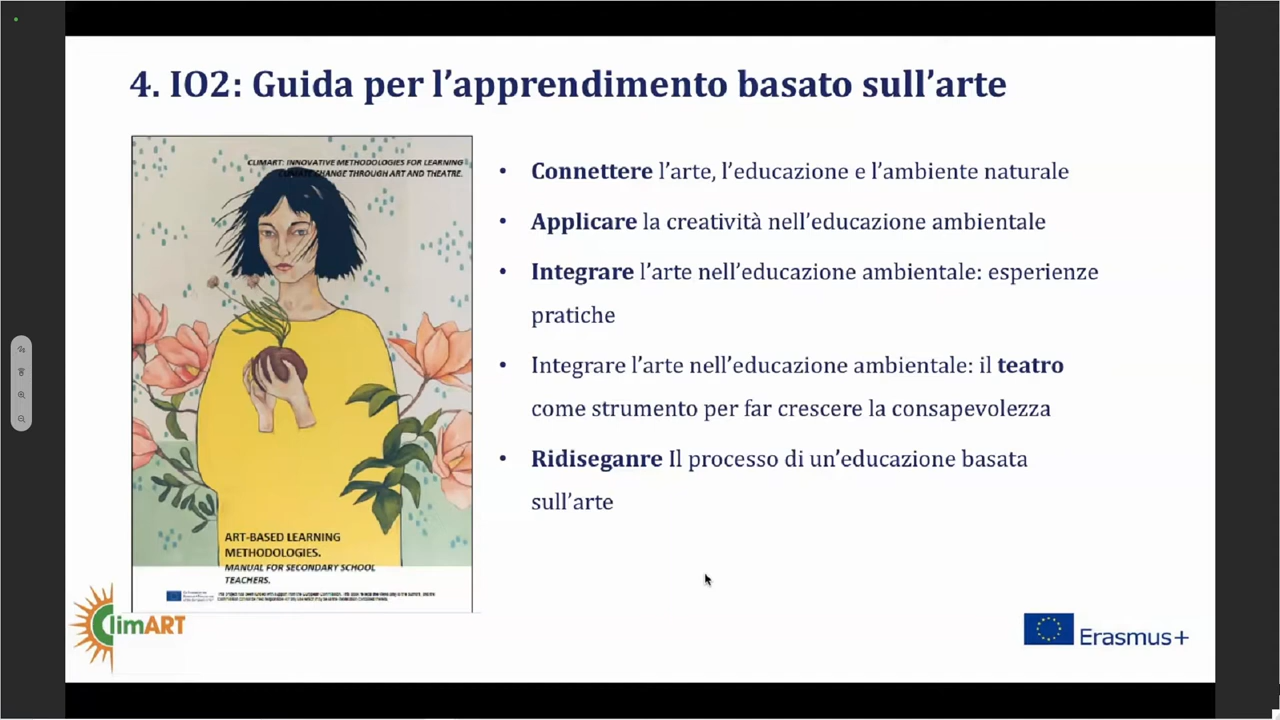 4. IO2: Guida per l’apprendimento basato sull’arte
CLIMART: INNOVATIVE METHODOLOGIES FOR LEARNING
CLIMATE CHANGE THROUGH ART AND THEATRE.
• Connettere l’arte, l’educazione e l’ambiente naturale
• Applicare la creatività nell’educazione ambientale
• Integrare l’arte nell’educazione ambientale: esperienze
pratiche
• Integrare l’arte nell’educazione ambientale: il teatro
come strumento per far crescere la consapevolezza
• Ridiseganre Il processo di un’educazione basata
sull’arte
ART-BASED LEARNING
METHODOLOGIES.
MANUAL FOR SECONDARY SCHOOL
TEACHERS.
ClimART
Erasmus+